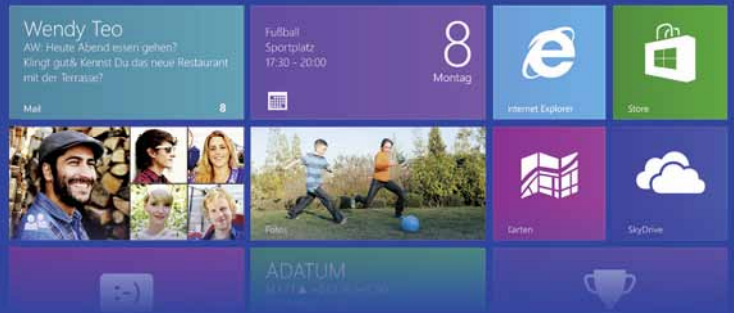 Wendy Teo
AW: Heute Abend essen gehen?
Klingt gut& Kennst Du das neue Restaurant
mit der Terrasse?
Mail
8
Fußball
Sportplatz
17:30 – 20:00
8
Montag
Internet Explorer
Store
Fotos
Karten
SkyDrive
:-)
ADATUM